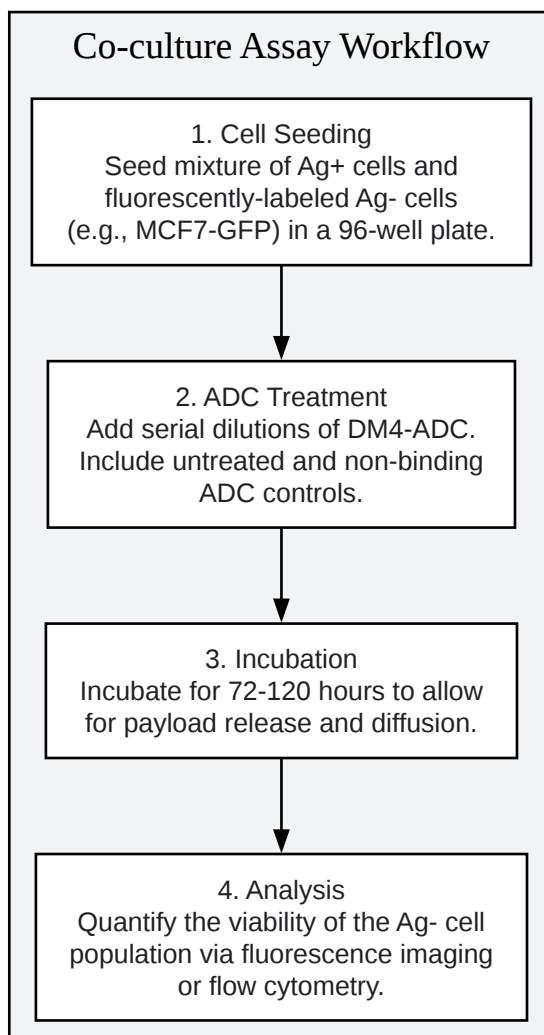 Co-culture Assay Workflow
1. Cell Seeding
Seed mixture of Ag+ cells and
fluorescently-labeled Ag- cells
(e.g., MCF7-GFP) in a 96-well plate.
2. ADC Treatment
Add serial dilutions of DM4-ADC.
Include untreated and non-binding
ADC controls.
3. Incubation
Incubate for 72-120 hours to allow
for payload release and diffusion.
4. Analysis
Quantify the viability of the Ag- cell
population via fluorescence imaging
or flow cytometry.